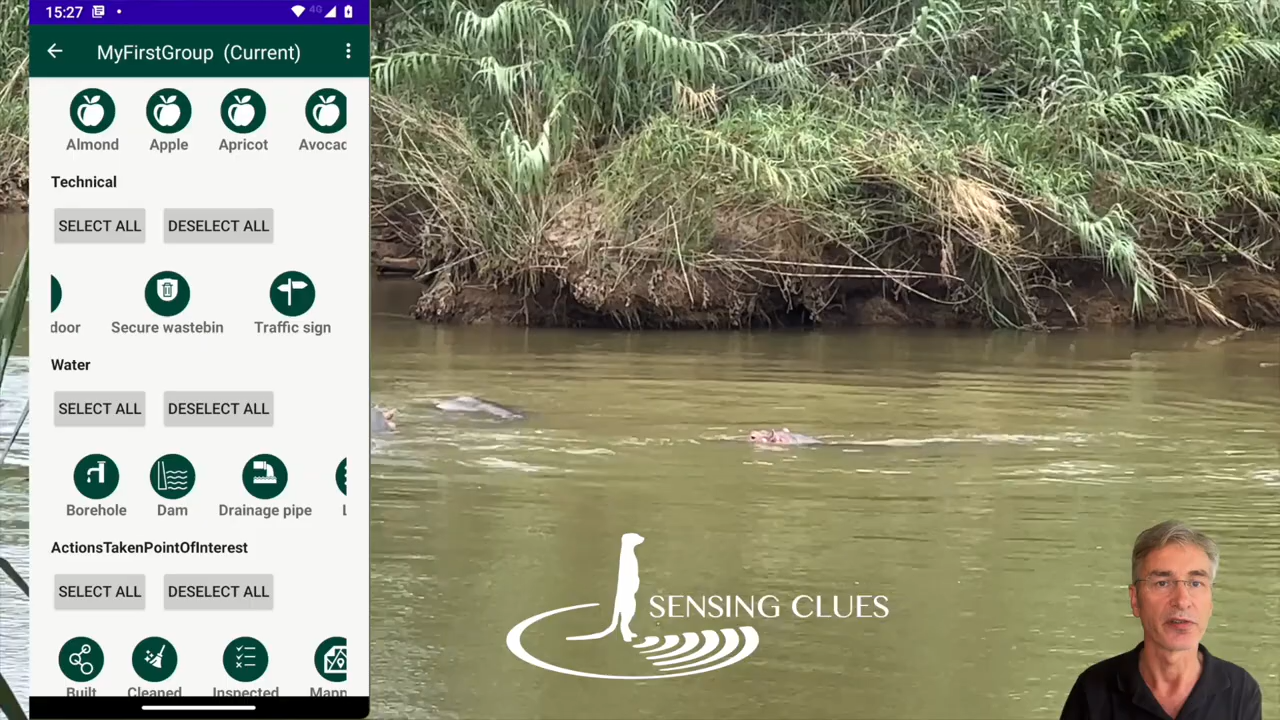 15:27
4G
MyFirstGroup (Current)
Almond Apple Apricot Avocac
Technical
SELECT ALL DESELECT ALL
door Secure wastebin Traffic sign
Water
SELECT ALL DESELECT ALL
Borehole Dam Drainage pipe
ActionsTakenPointOfInterest
SELECT ALL DESELECT ALL
Built Cleaned Inspected Mapp
SENSING CLUES